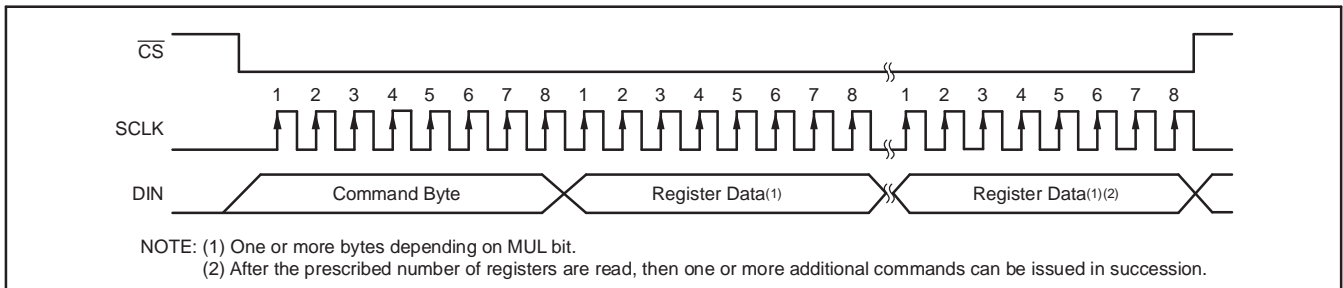 CS
1 2 3 4 5 6 7 8 1 2 3 4 5 6 7 8 1 2 3 4 5 6 7 8
SCLK
DIN Command Byte Register Data(1) Register Data(1)(2)
NOTE: (1) One or more bytes depending on MUL bit.
(2) After the prescribed number of registers are read, then one or more additional commands can be issued in succession.